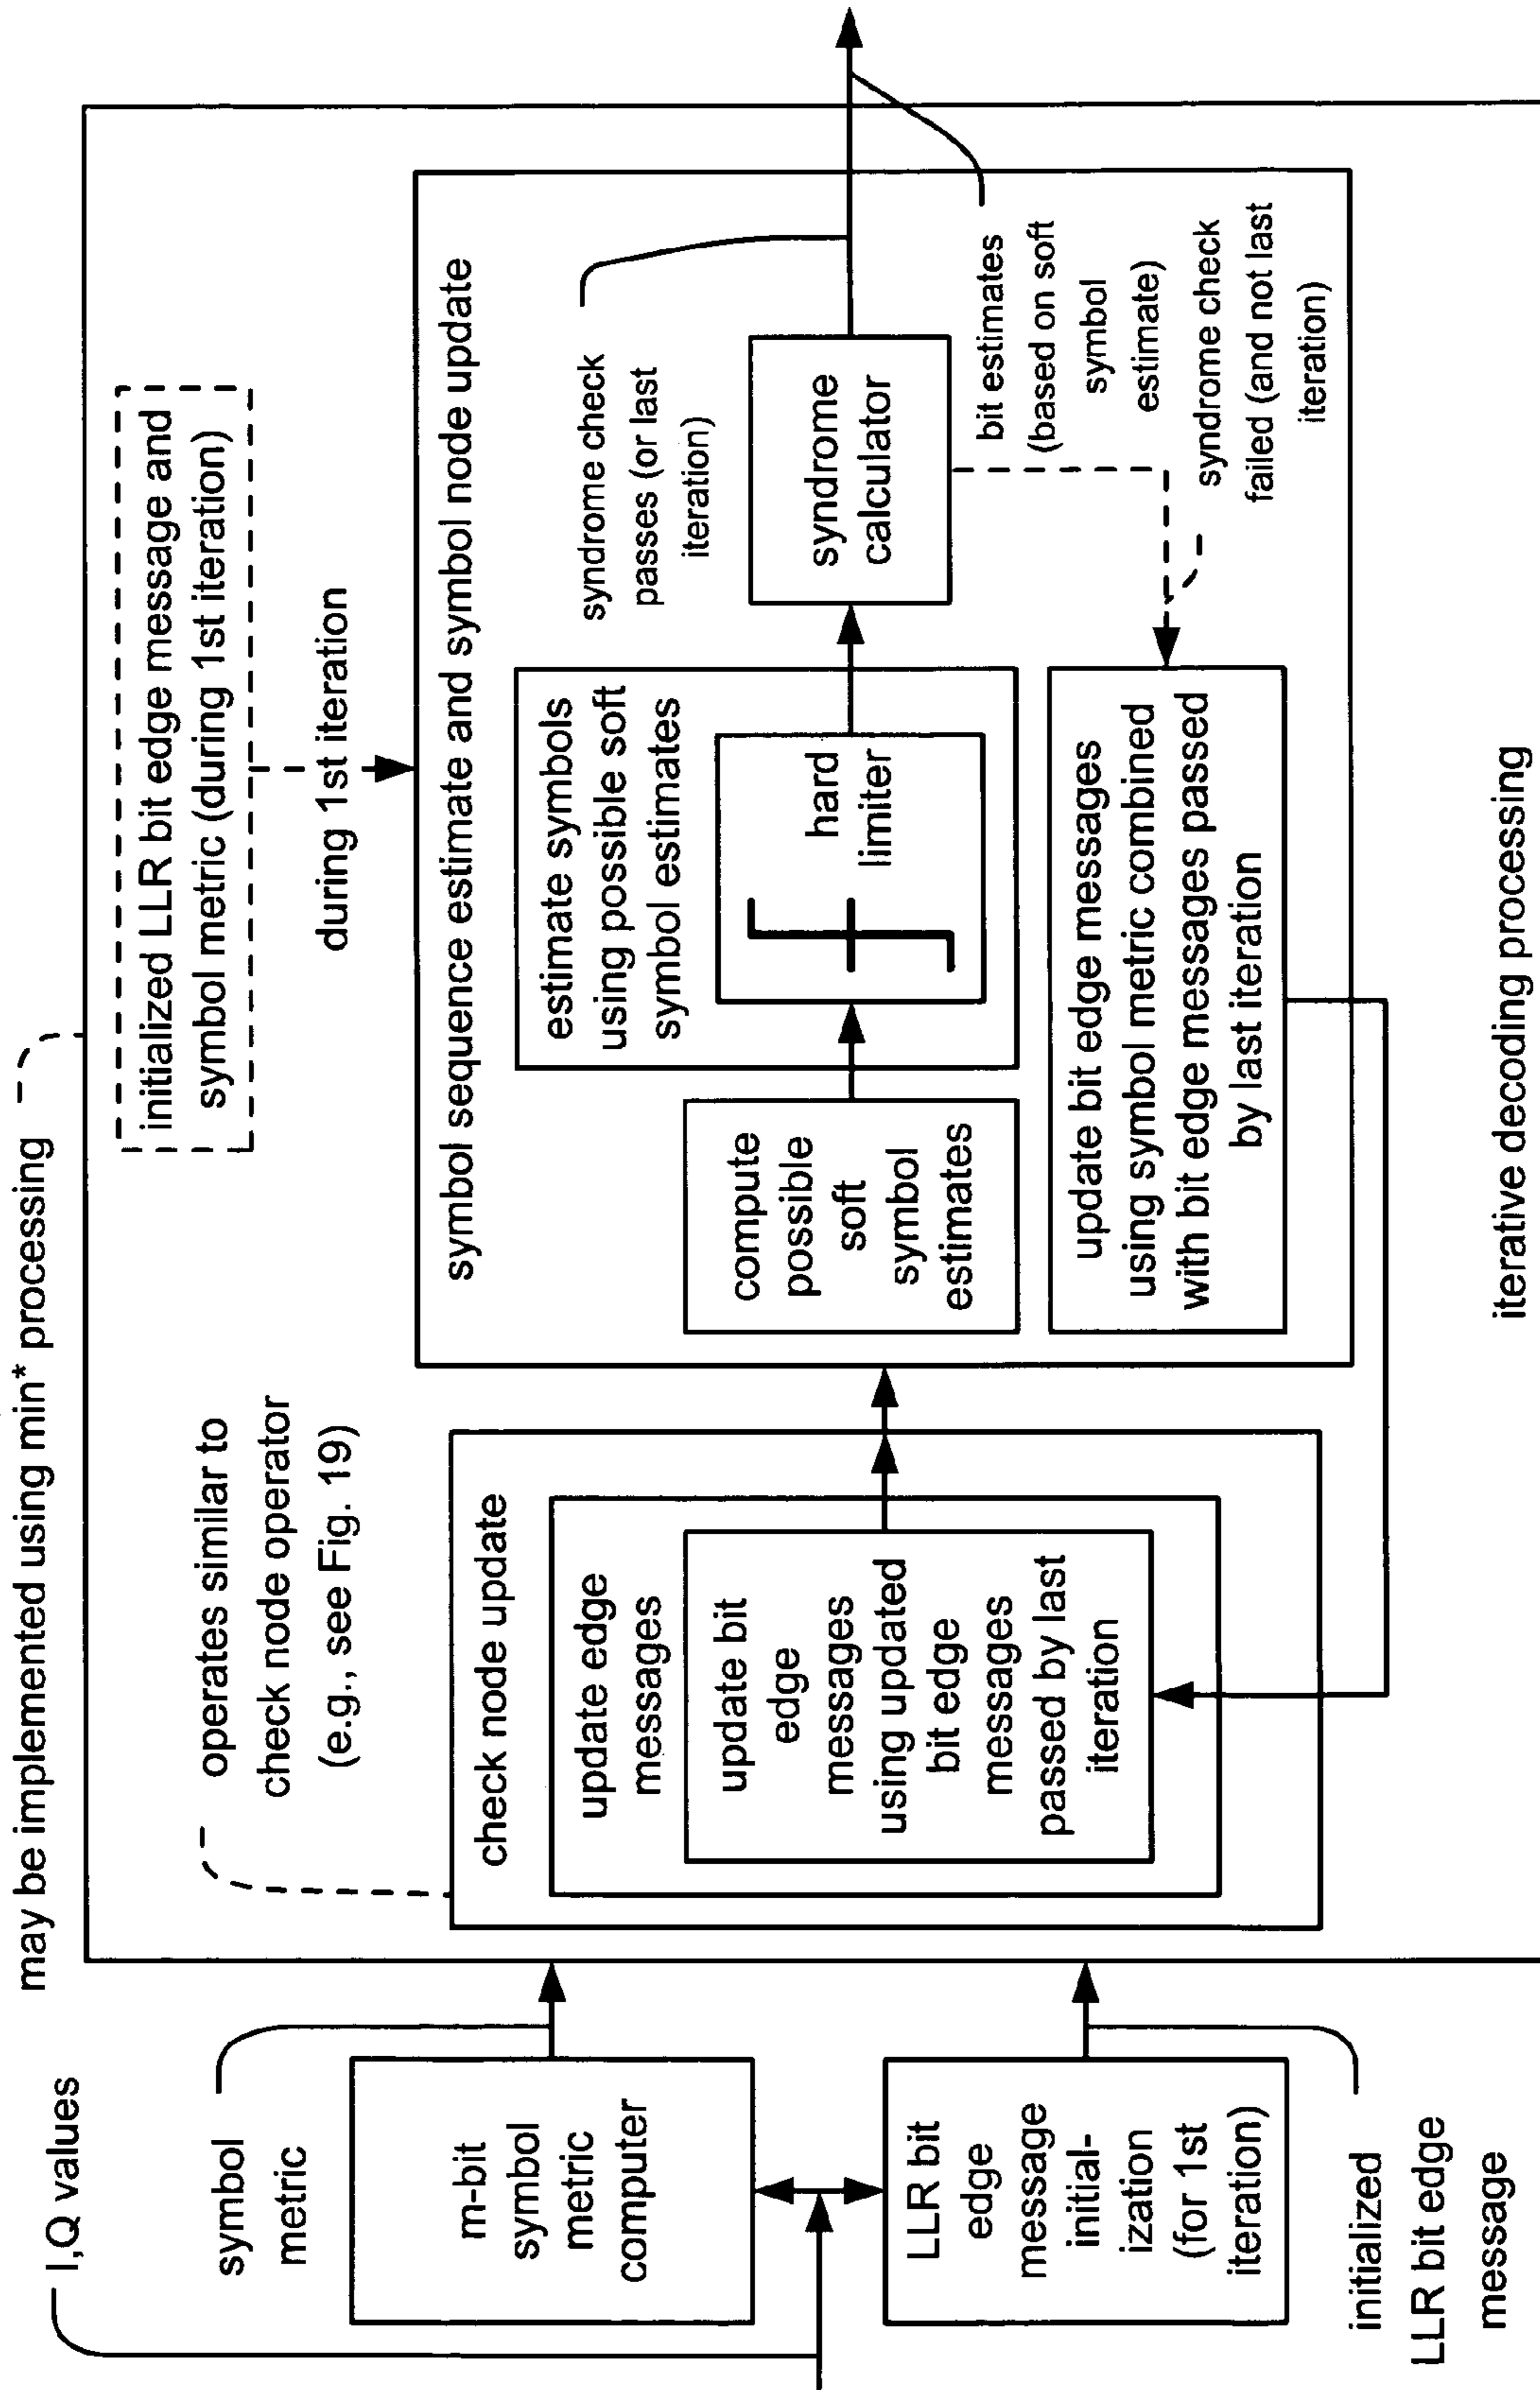 may be implemented using min* processing
I,Q values
symbol
metric
m-bit
symbol
metric
computer
LLR bit
edge
message
initial-
ization
(for 1st
iteration)
initialized
LLR bit edge
message
operates similar to
check node operator
(e.g., see Fig. 19)
check node update
update edge
messages
update bit
edge
messages
using updated
bit edge
messages
passed by last
iteration
initialized LLR bit edge message and
symbol metric (during 1st iteration)
during 1st iteration
symbol sequence estimate and symbol node update
compute
possible
soft
symbol
estimates
estimate symbols
using possible soft
symbol estimates
hard
limiter
syndrome check
passes (or last
iteration)
syndrome
calculator
bit estimates
(based on soft
symbol
estimate)
syndrome check
failed (and not last
iteration)
update bit edge messages
using symbol metric combined
with bit edge messages passed
by last iteration
iterative decoding processing